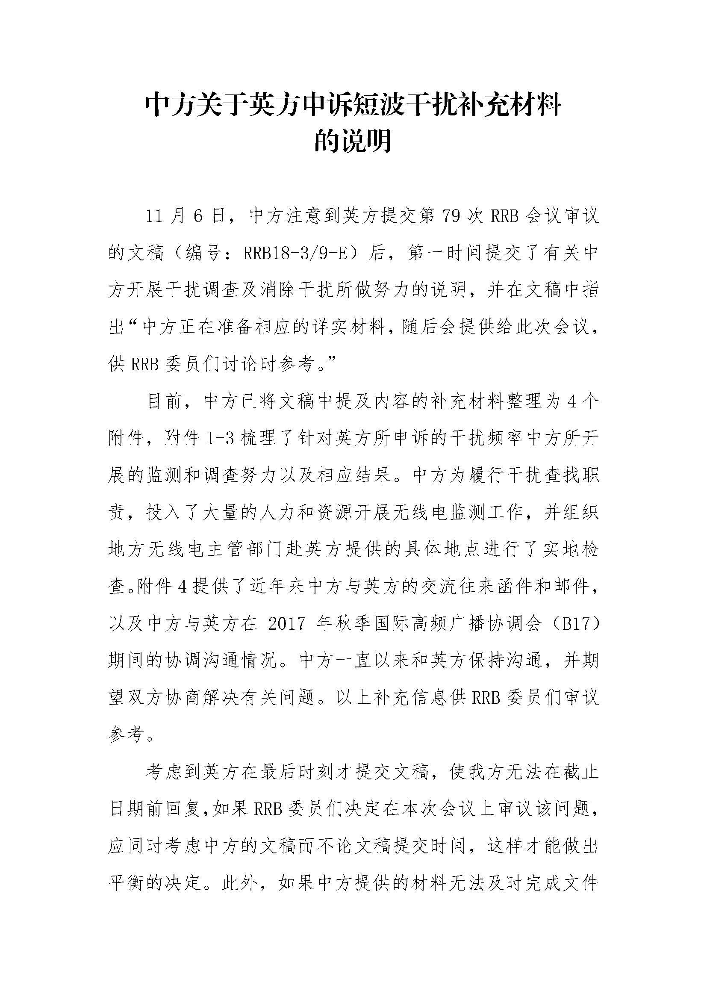 中方关于英方申诉短波干扰补充材料
的说明
11 月 6 日，中方注意到英方提交第 79 次 RRB 会议审议
的文稿（编号：RRB18-3/9-E）后，第一时间提交了有关中
方开展干扰调查及消除干扰所做努力的说明，并在文稿中指
出“中方正在准备相应的详实材料，随后会提供给此次会议，
供 RRB 委员们讨论时参考。”
目前，中方已将文稿中提及内容的补充材料整理为 4 个
附件，附件 1-3 梳理了针对英方所申诉的干扰频率中方所开
展的监测和调查努力以及相应结果。中方为履行干扰查找职
责，投入了大量的人力和资源开展无线电监测工作，并组织
地方无线电主管部门赴英方提供的具体地点进行了实地检
查。附件 4 提供了近年来中方与英方的交流往来函件和邮件，
以及中方与英方在 2017 年秋季国际高频广播协调会（B17）
期间的协调沟通情况。中方一直以来和英方保持沟通，并期
望双方协商解决有关问题。以上补充信息供 RRB 委员们审议
参考。
考虑到英方在最后时刻才提交文稿，使我方无法在截止
日期前回复，如果 RRB 委员们决定在本次会议上审议该问题，
应同时考虑中方的文稿而不论文稿提交时间，这样才能做出
平衡的决定。此外，如果中方提供的材料无法及时完成文件